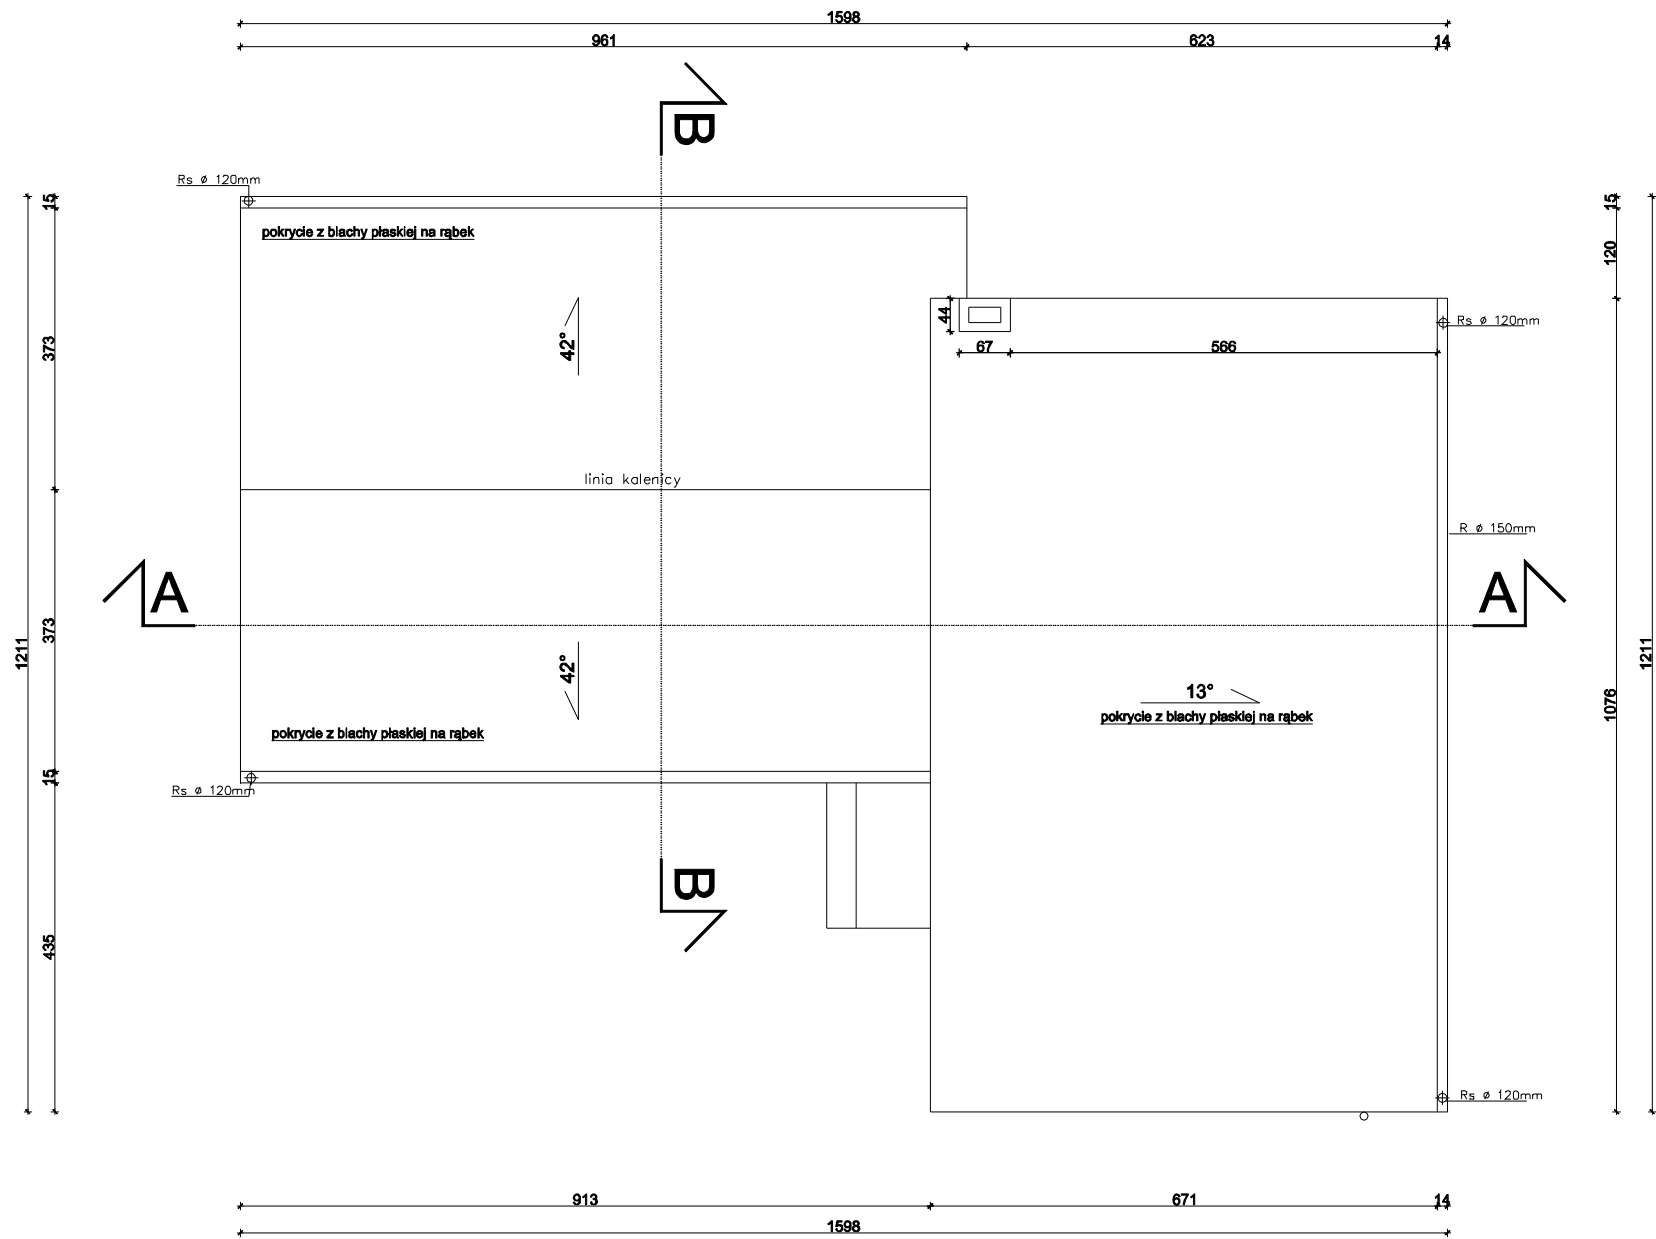 1598
961
623
14
B
Rs ø 120mm
15
15
pokrycie z blachy płaskiej na rąbek
120
44
Rs ø 120mm
42°
373
67
566
linia kalenicy
R ø 150mm
A
A
373
1211
1211
42°
13°
1076
pokrycie z blachy płaskiej na rąbek
pokrycie z blachy płaskiej na rąbek
15
Rs ø 120mm
B
435
Rs ø 120mm
913
671
14
1598